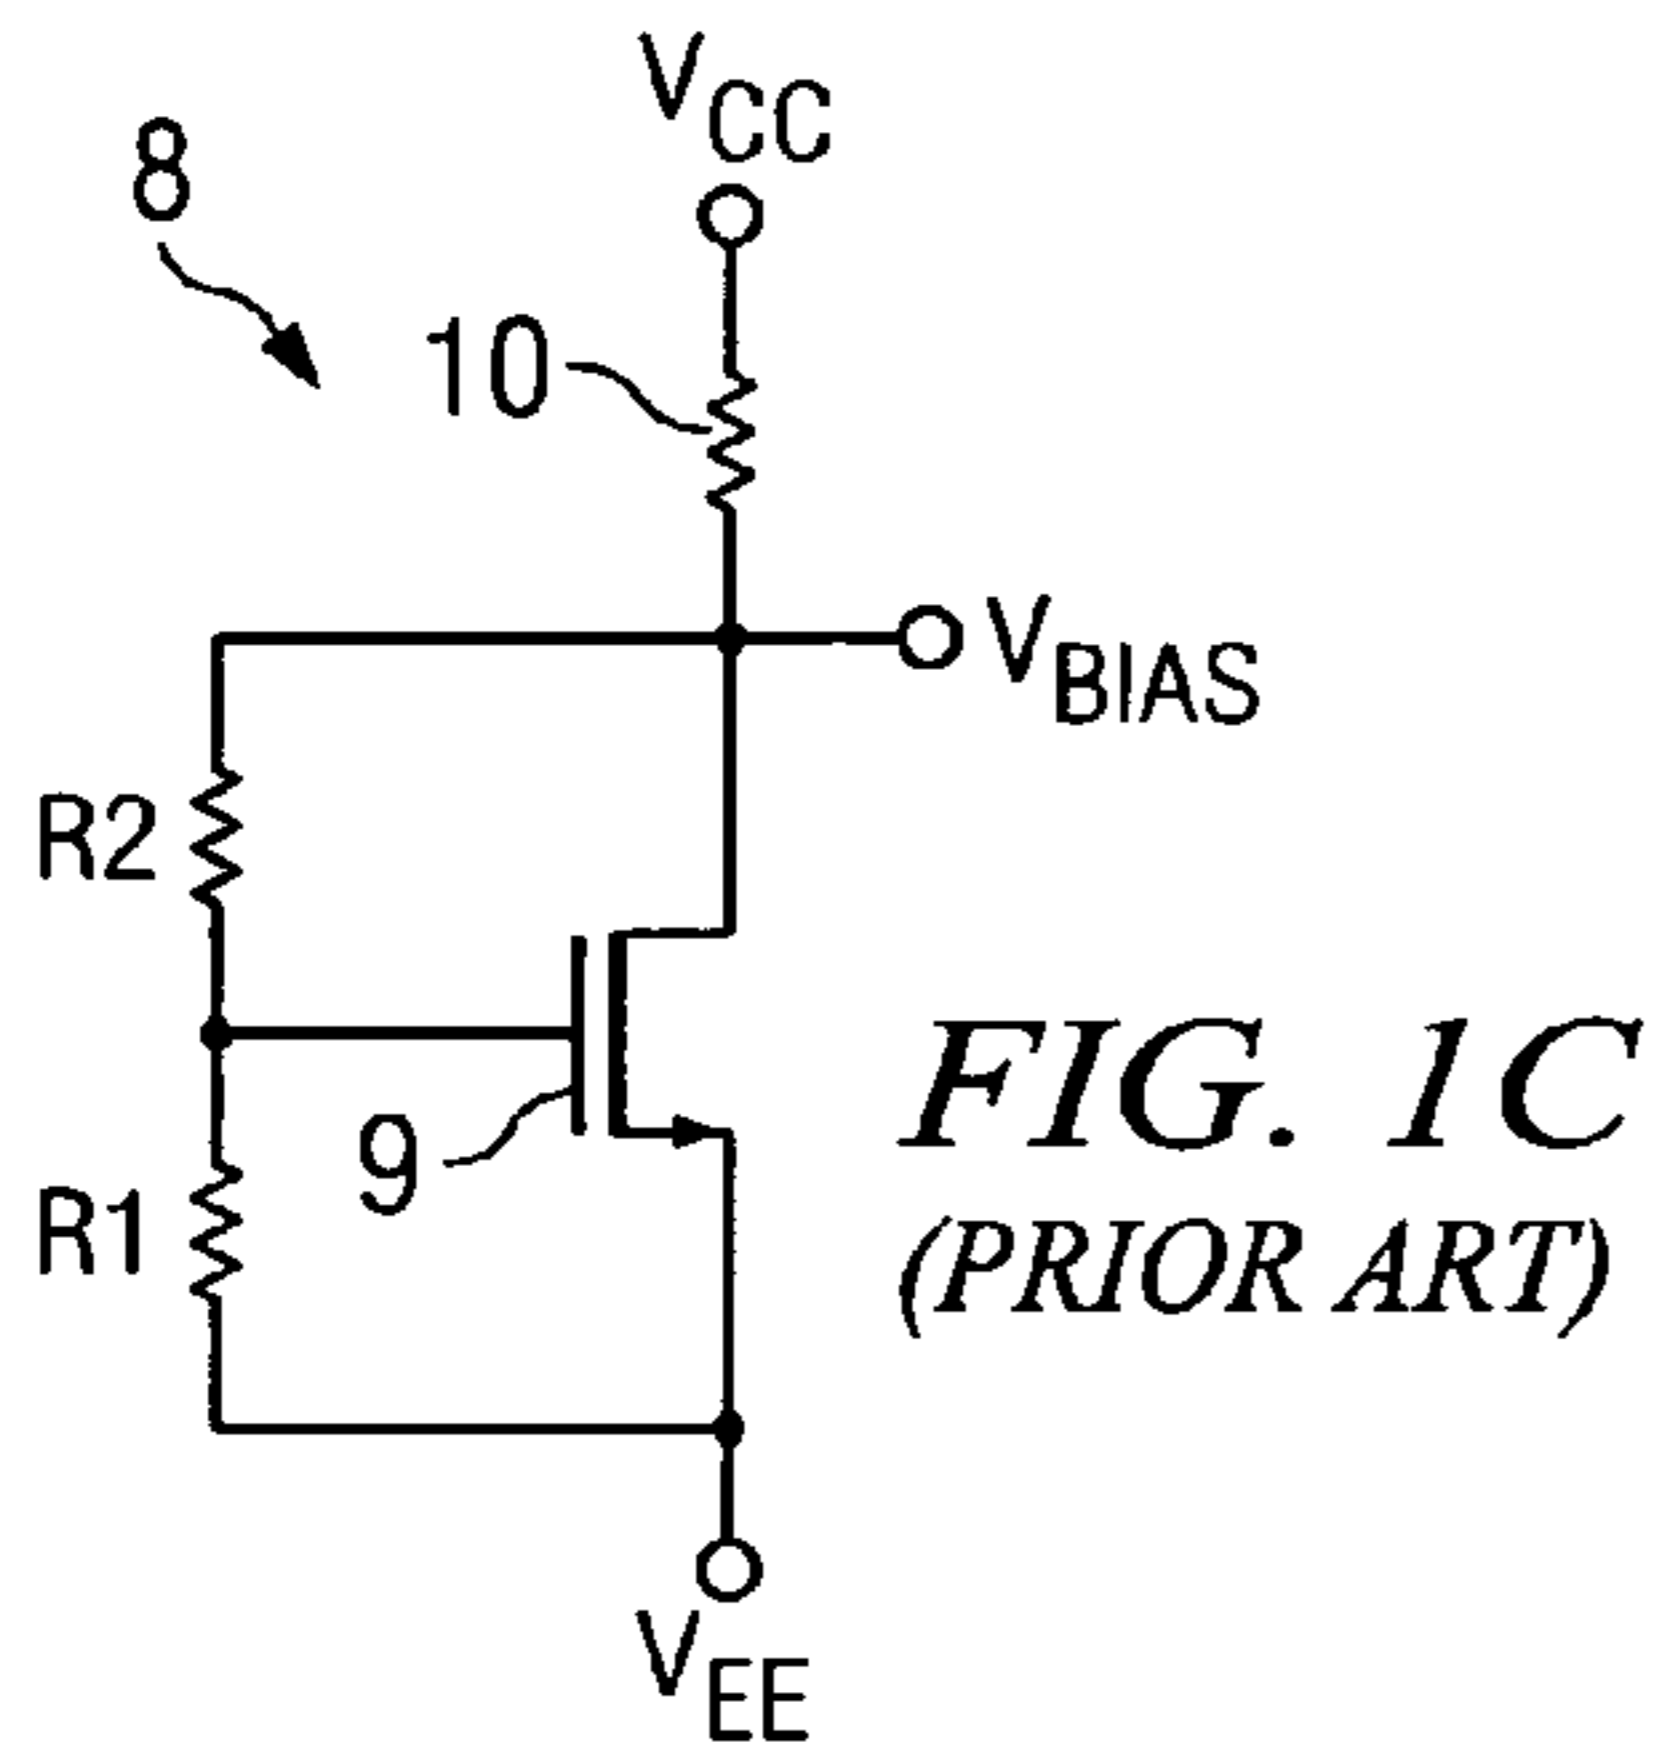 V_CC
8
10
V_BIAS
R2
9
R1
FIG. 1C
(PRIOR ART)
V_EE